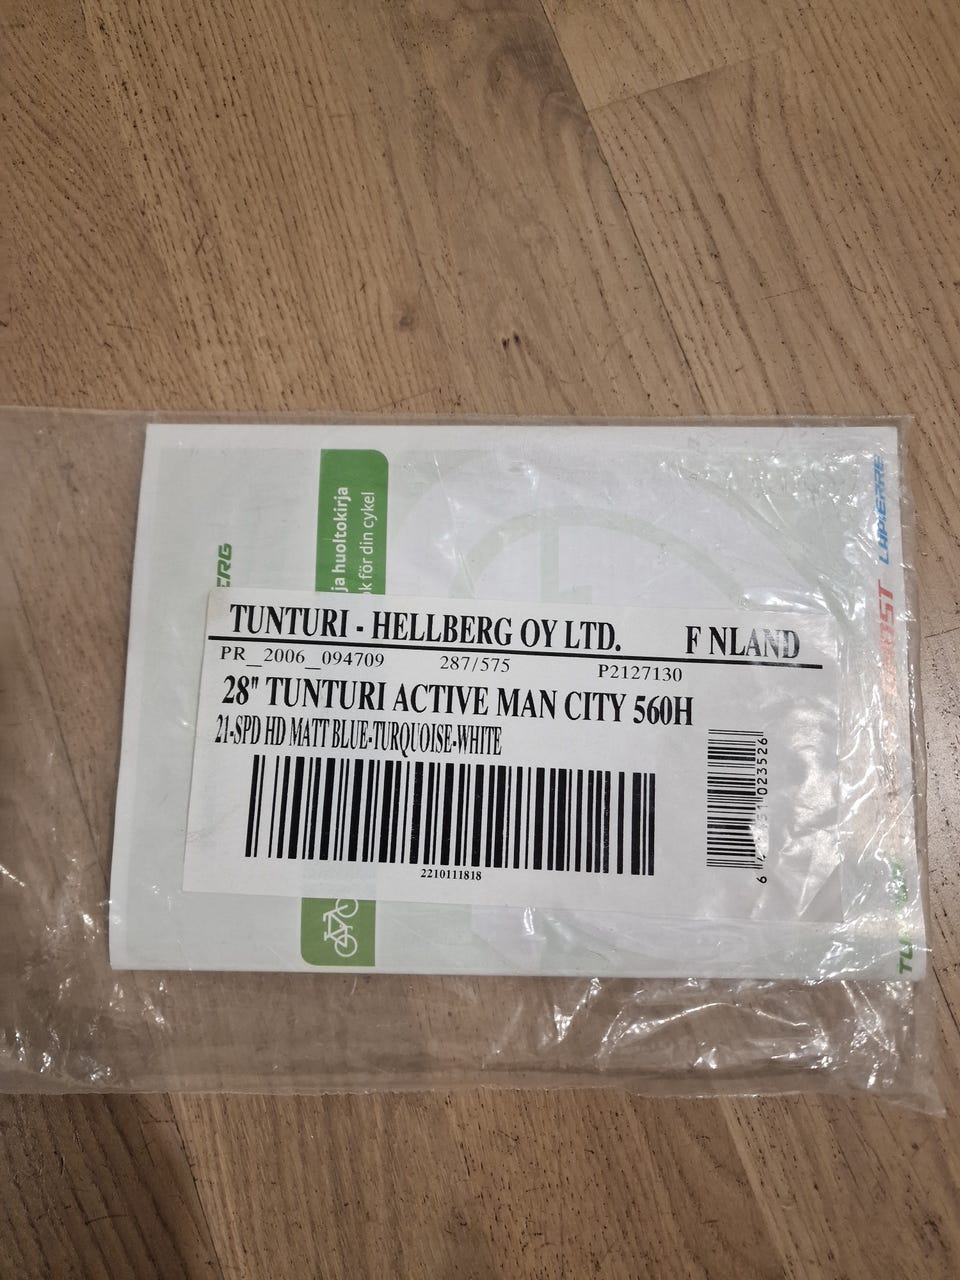 TUNTURI - HELLBERG OY LTD. F NLAND
PR_2006_094709 287/575 P2127130
28" TUNTURI ACTIVE MAN CITY 560H
21-SPD HD MATT BLUE-TURQUOISE-WHITE
2210111818
023526
ja huoltokirja
för din cykel
LAPIERRE